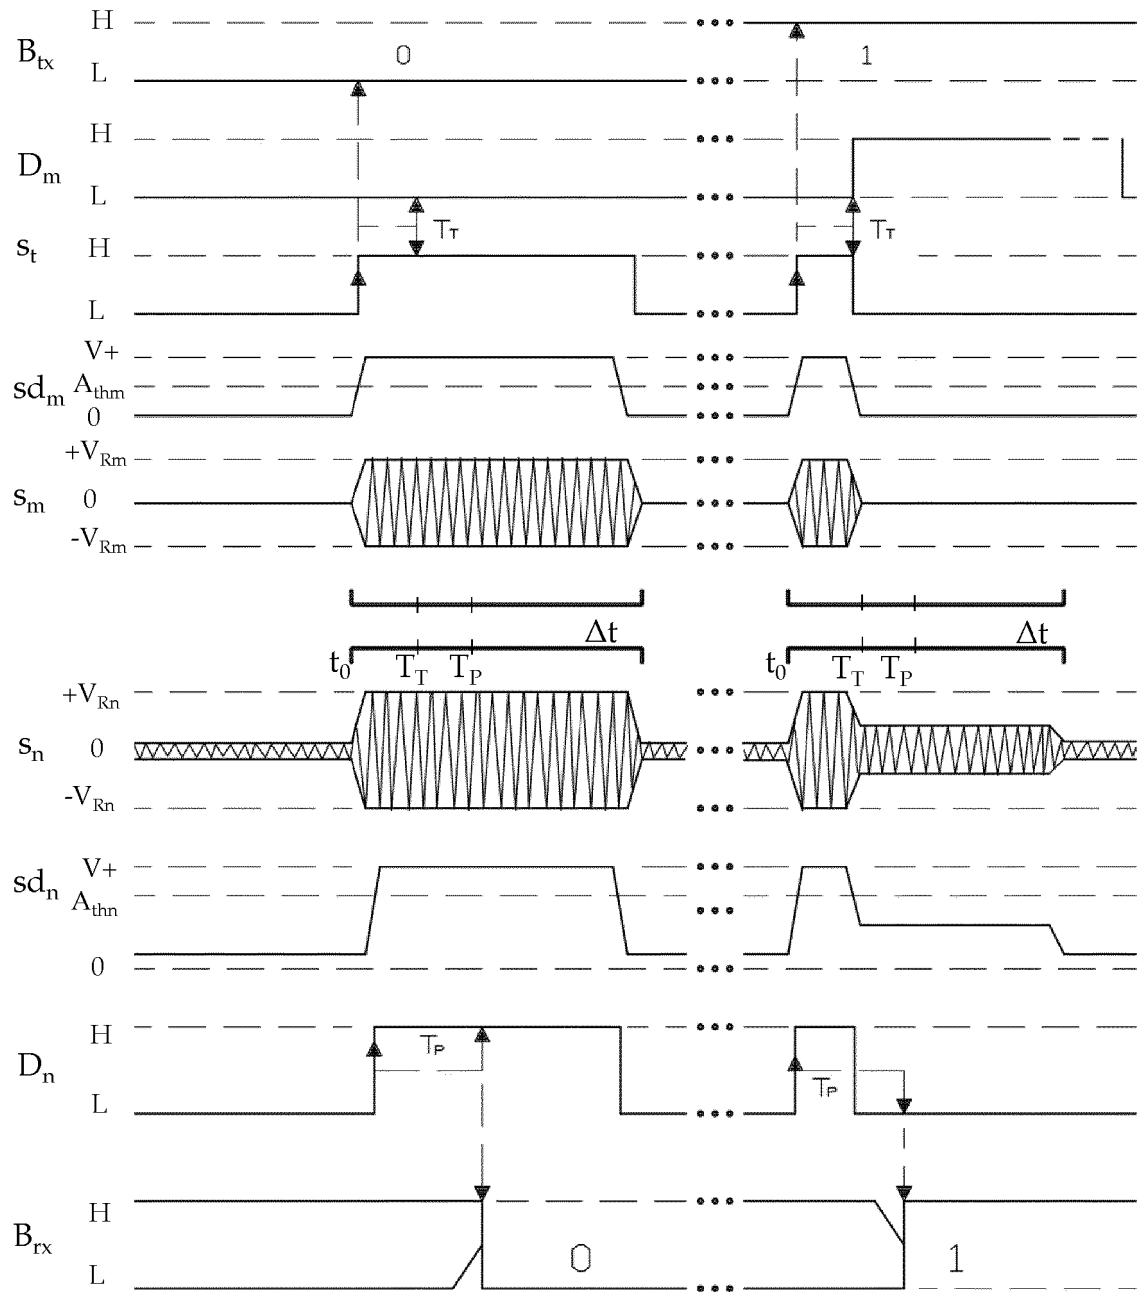 H
B_tx 0 1
L
H
D_m
L
T_T T_T
s_t H
L
V+
sd_m A_thm
0
+V_Rm
s_m 0
-V_Rm
Δt Δt
t_0 T_T T_P t_0 T_T T_P
+V_Rn
s_n 0
-V_Rn
V+
sd_n A_thn
0
H
T_P
D_n T_P
L
H
B_rx 0 1
L